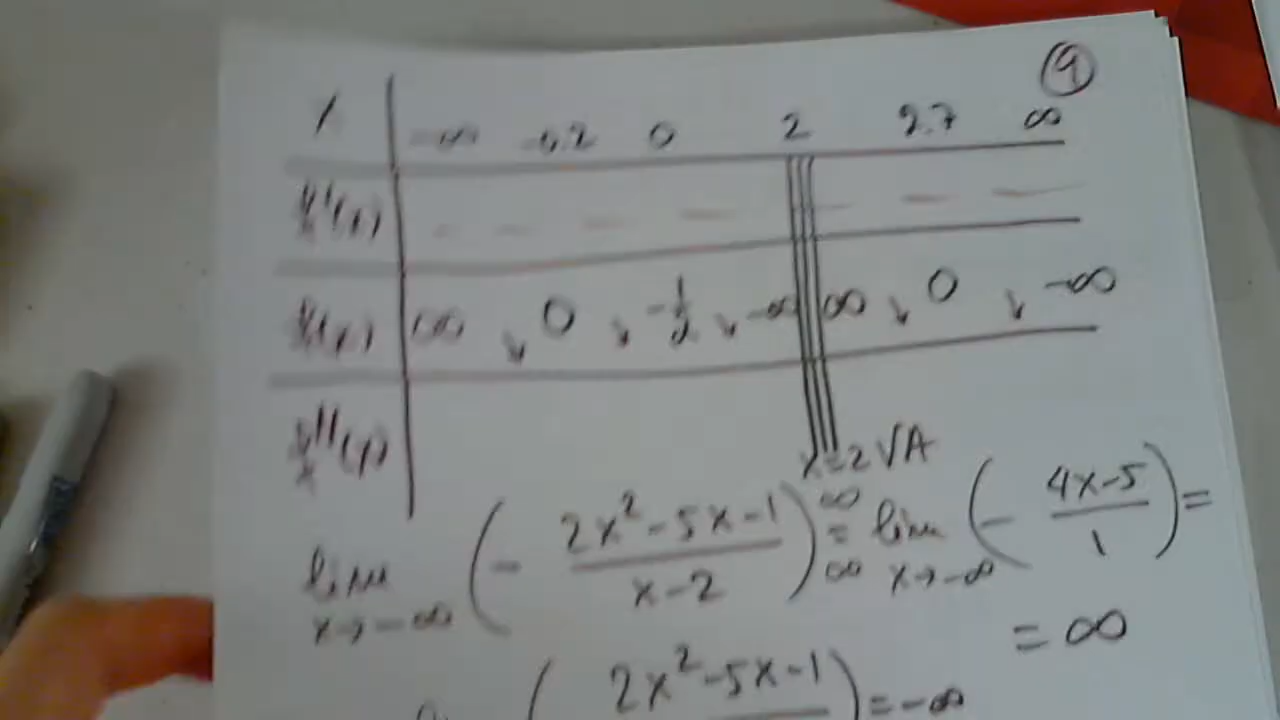 9
x -∞ -0.2 0 2 2.7 ∞
f'(x) - - - - - - -
f(x) ∞ ↘ 0 ↘ -1/2 ↘ -∞ ∞ ↘ 0 ↘ -∞
f''(x)
x=2 VA
lim x→-∞ (- (2x²-5x-1)/(x-2)) ∞=∞ lim x→-∞ (- (4x-5)/1) =
= ∞
(2x²-5x-1) = -∞